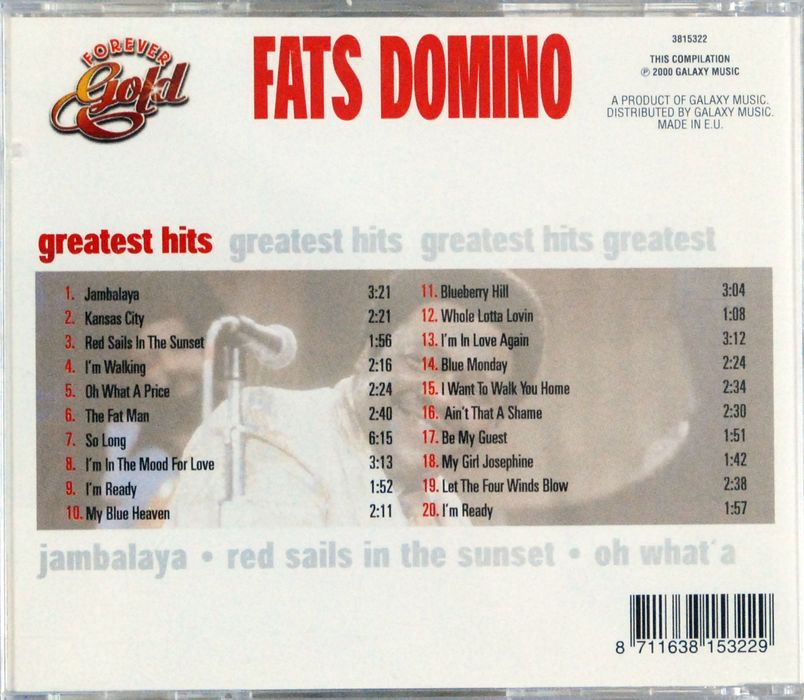 FOREVER
Gold
FATS DOMINO
3815322
THIS COMPILATION
℗ 2000 GALAXY MUSIC
A PRODUCT OF GALAXY MUSIC.
DISTRIBUTED BY GALAXY MUSIC.
MADE IN E.U.
greatest hits greatest hits greatest hits greatest
1. Jambalaya 3:21
2. Kansas City 2:21
3. Red Sails In The Sunset 1:56
4. I'm Walking 2:16
5. Oh What A Price 2:24
6. The Fat Man 2:40
7. So Long 6:15
8. I'm In The Mood For Love 3:13
9. I'm Ready 1:52
10. My Blue Heaven 2:11
11. Blueberry Hill 3:04
12. Whole Lotta Lovin 1:08
13. I'm In Love Again 3:12
14. Blue Monday 2:24
15. I Want To Walk You Home 2:34
16. Ain't That A Shame 2:30
17. Be My Guest 1:51
18. My Girl Josephine 1:42
19. Let The Four Winds Blow 2:38
20. I'm Ready 1:57
jambalaya • red sails in the sunset • oh what'a
8 711638 153229